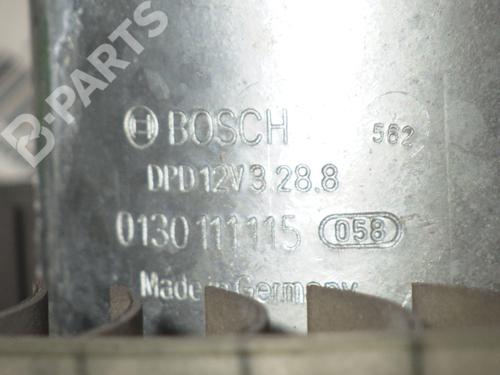 B-PARTS
BOSCH 562
DPD 12V 3.28.8
0130 111 115 058
Made in Germany